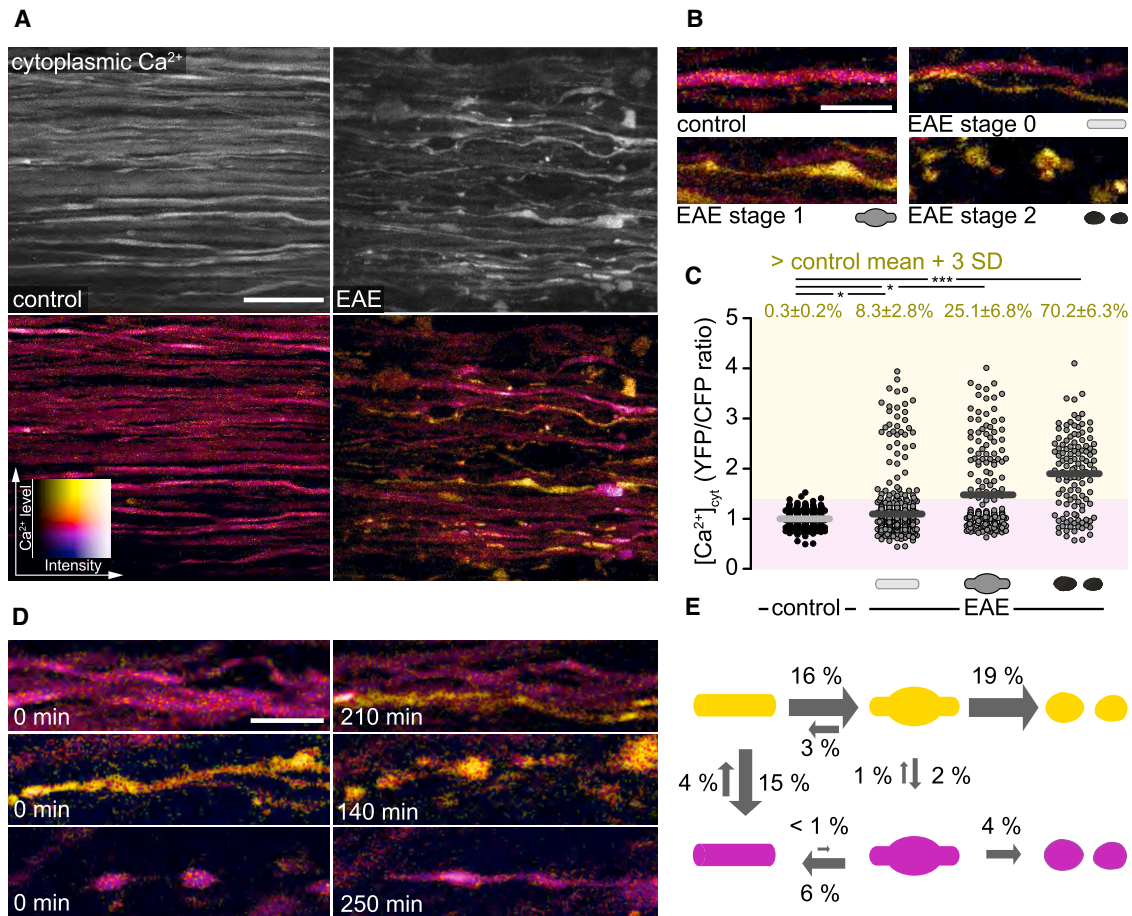 A
cytoplasmic Ca²⁺
control
EAE
Ca²⁺ level
Intensity
B
control
EAE stage 0
EAE stage 1
EAE stage 2
C
> control mean + 3 SD
***
*
*
0.3±0.2%
8.3±2.8%
25.1±6.8%
70.2±6.3%
[Ca²⁺]cyt (YFP/CFP ratio)
5
4
3
2
1
0
control
EAE
D
0 min
210 min
0 min
140 min
0 min
250 min
E
16 %
19 %
3 %
4 %
15 %
1 %
2 %
< 1 %
4 %
6 %